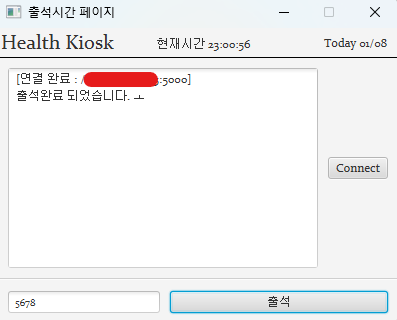 출석시간 페이지
Health Kiosk 현재시간 23:00:56 Today 01/08
[연결 완료 : / :5000]
출석완료 되었습니다. ㅗ
Connect
5678 출석